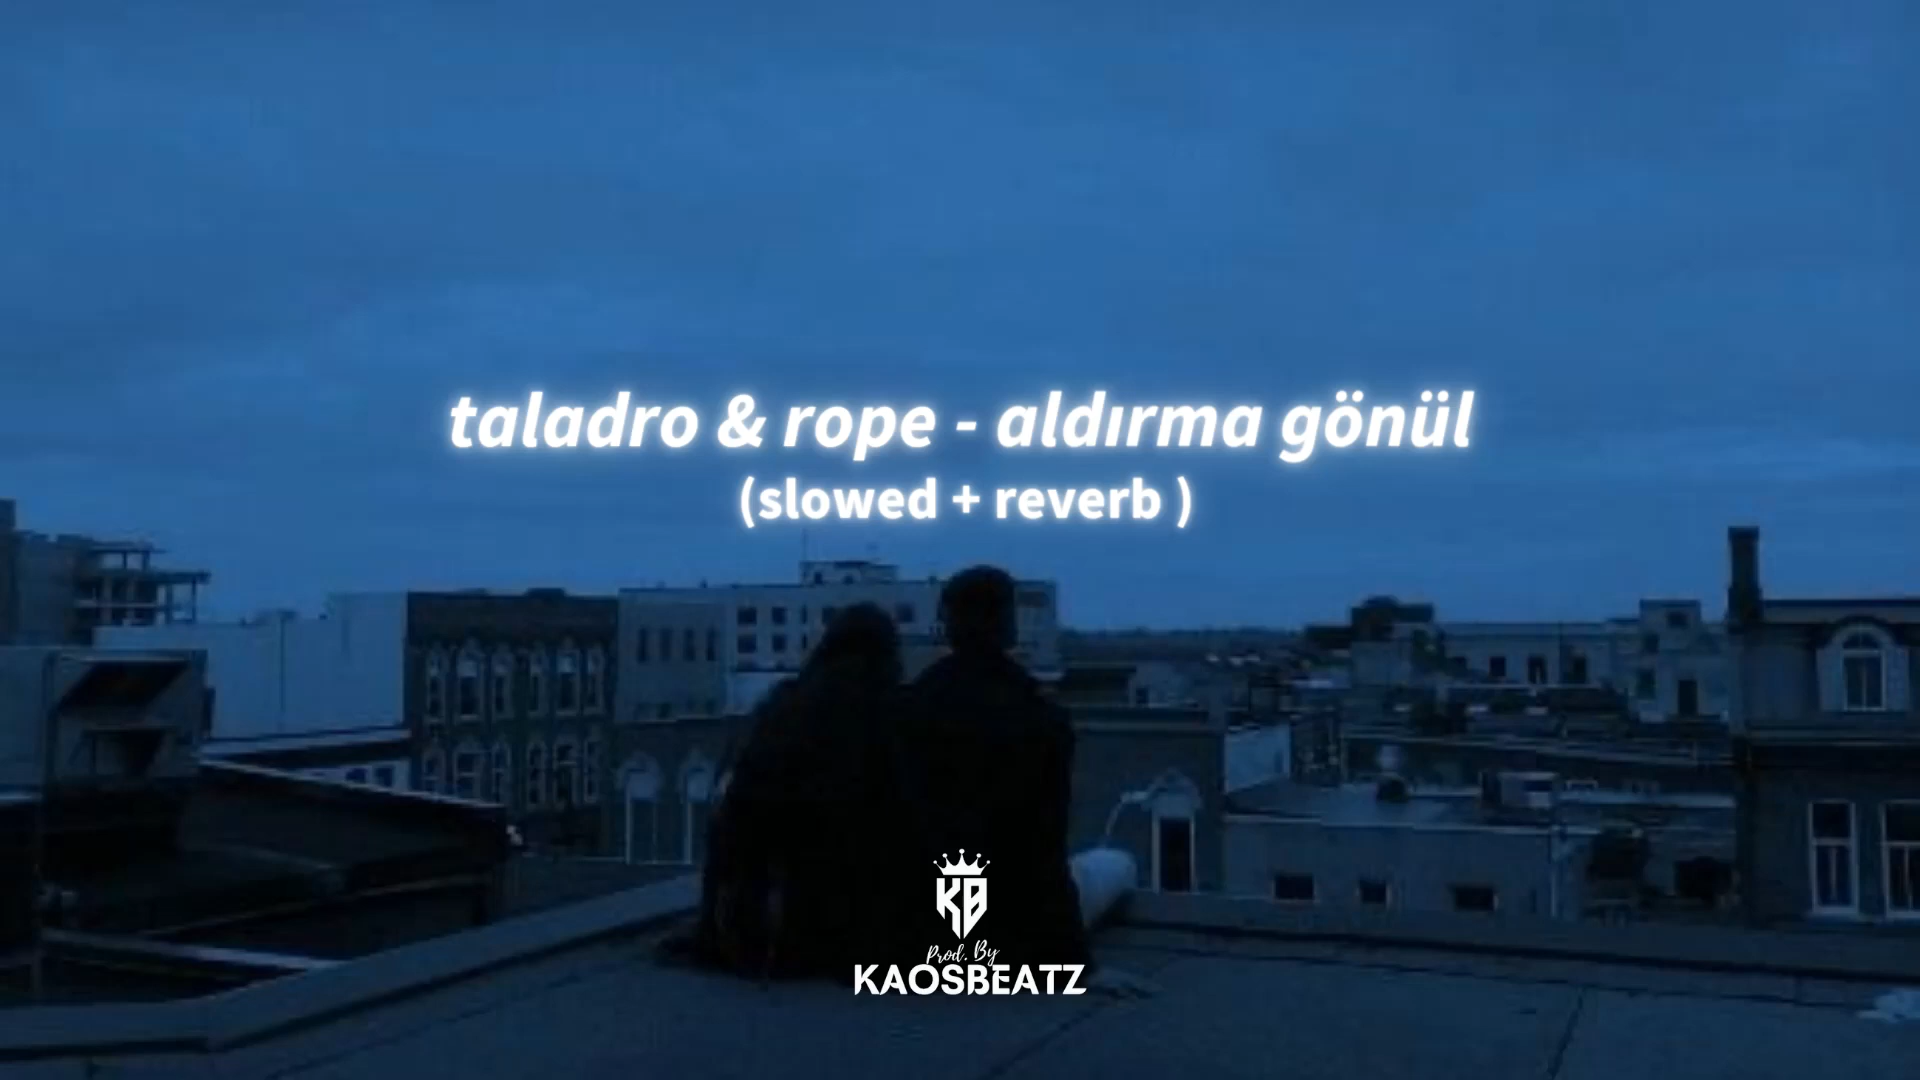 taladro & rope - aldırma gönül
(slowed + reverb )
KB
Prod. By
KAOSBEATZ